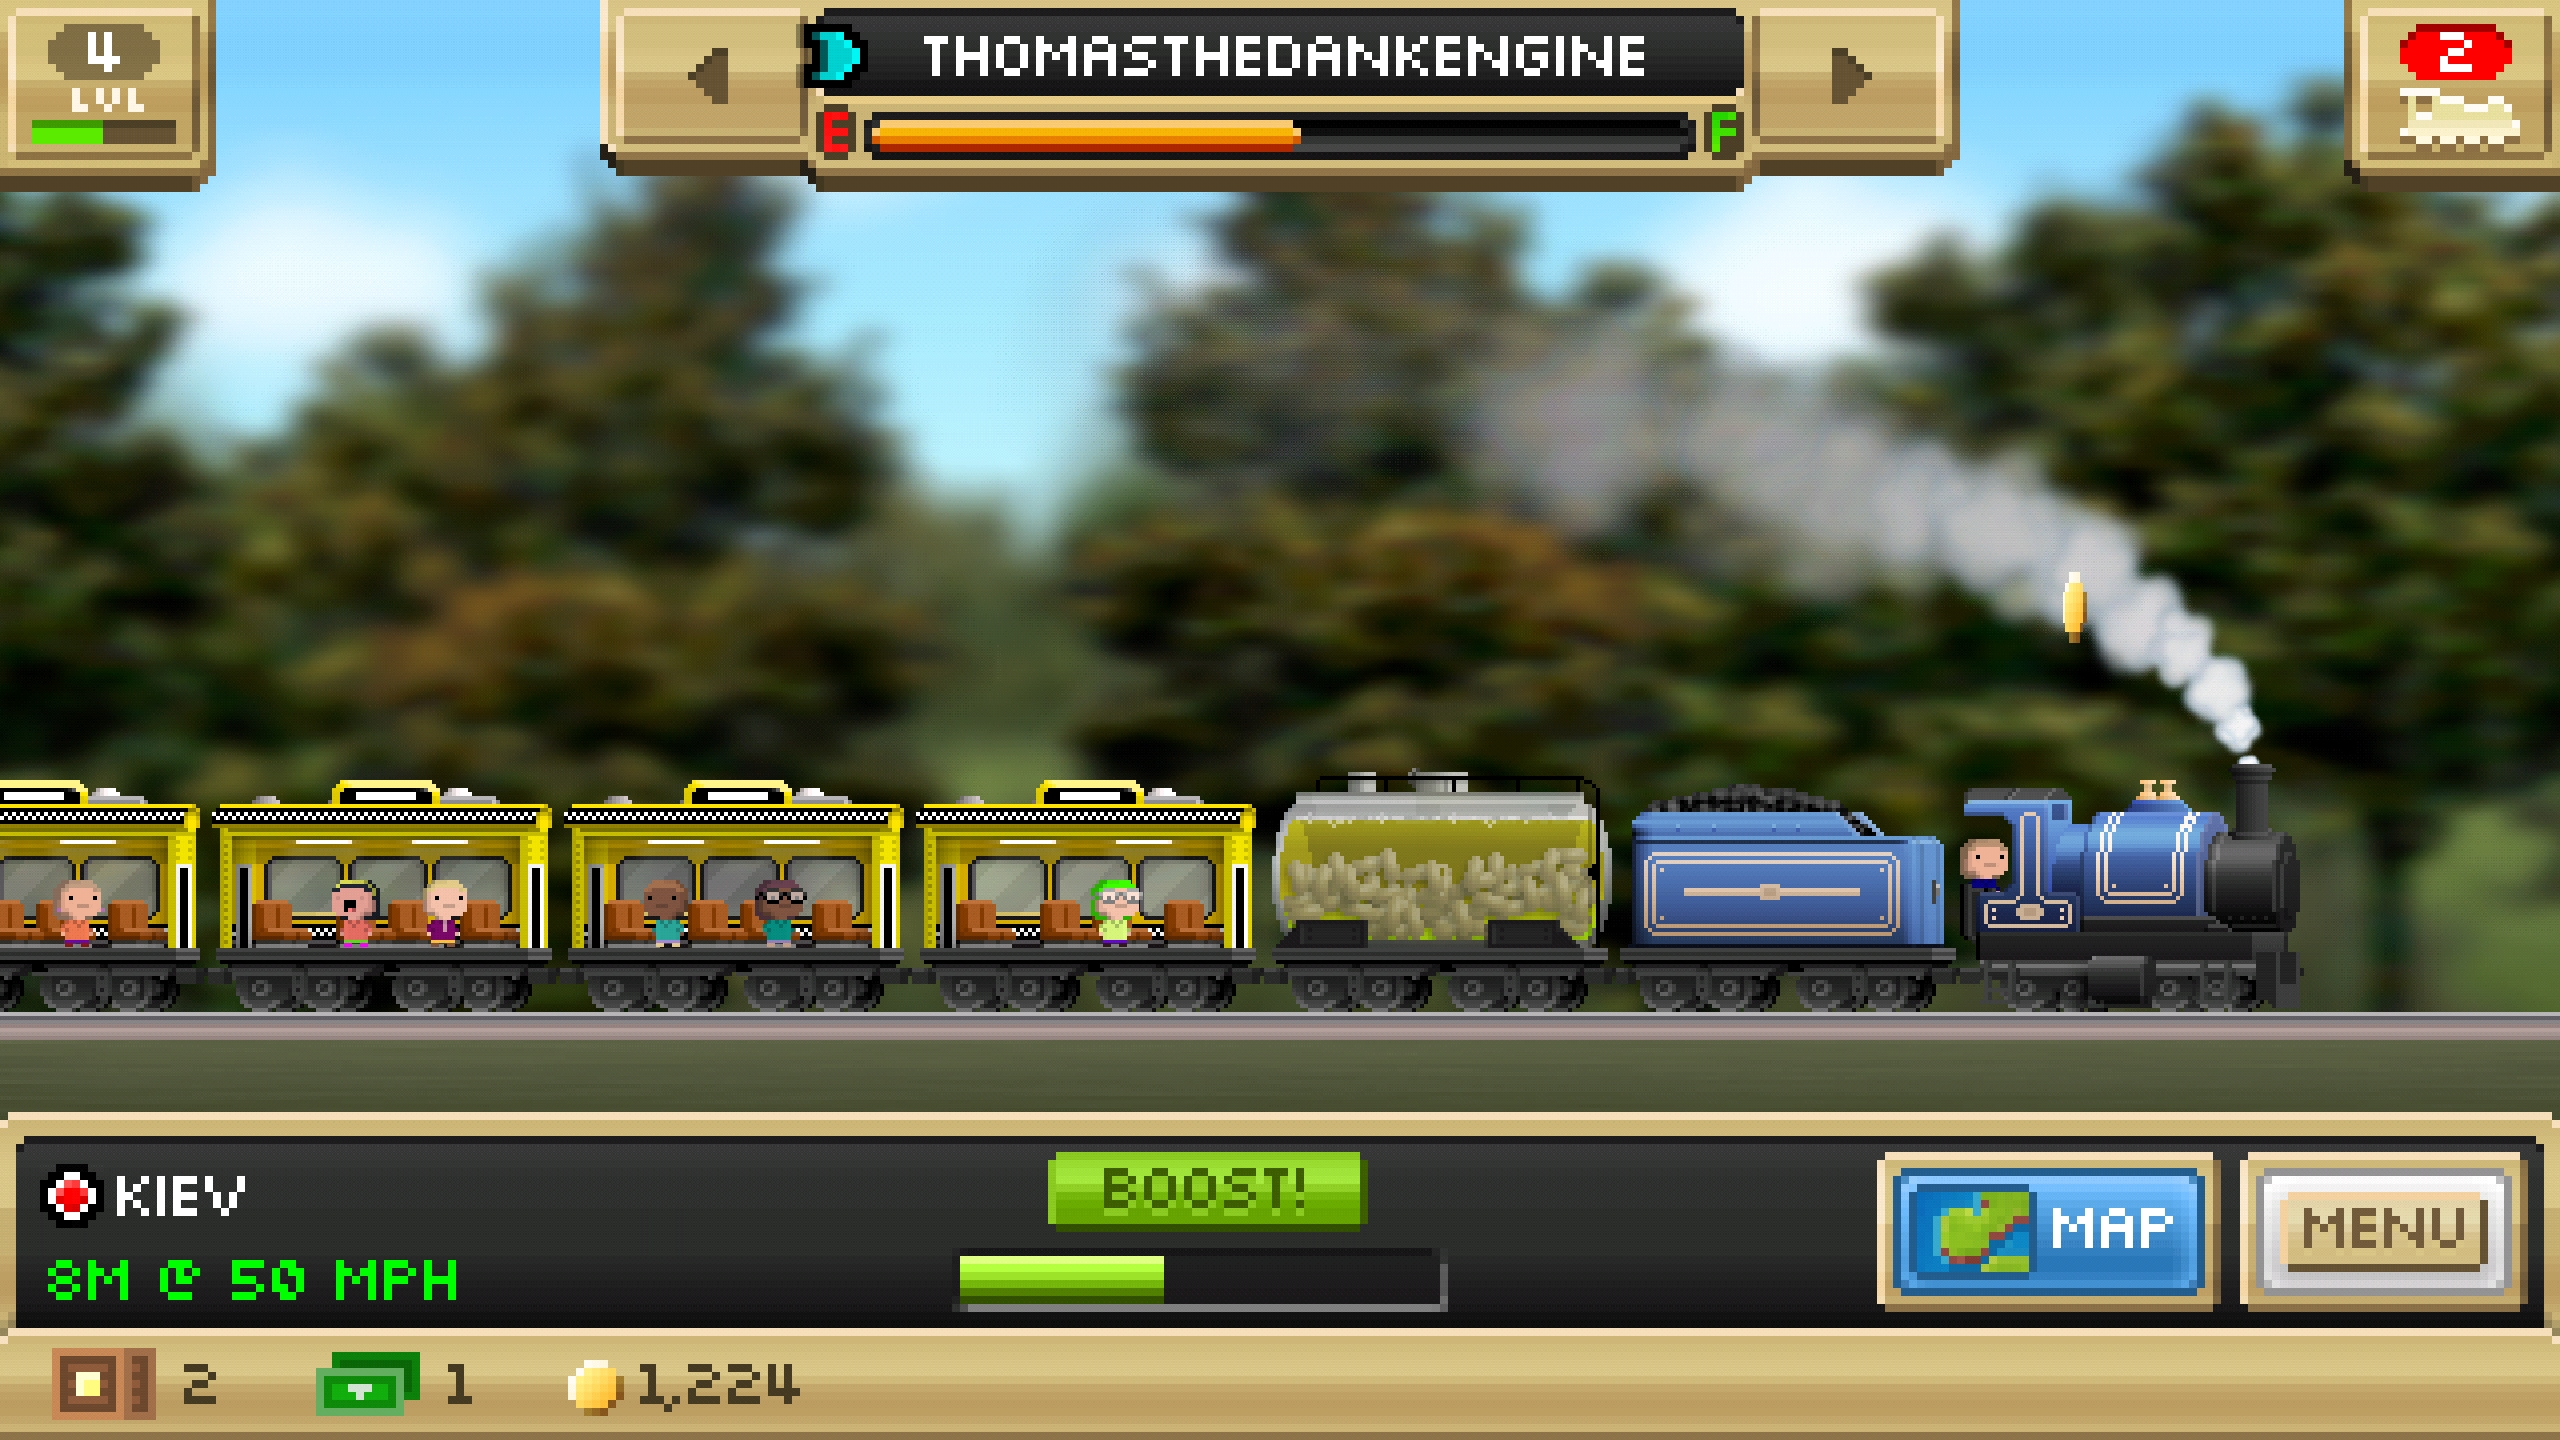 4
LVL
THOMASTHEDANKENGINE
E F
2
KIEV
8M @ 50 MPH
BOOST!
MAP
MENU
2
1
1,224